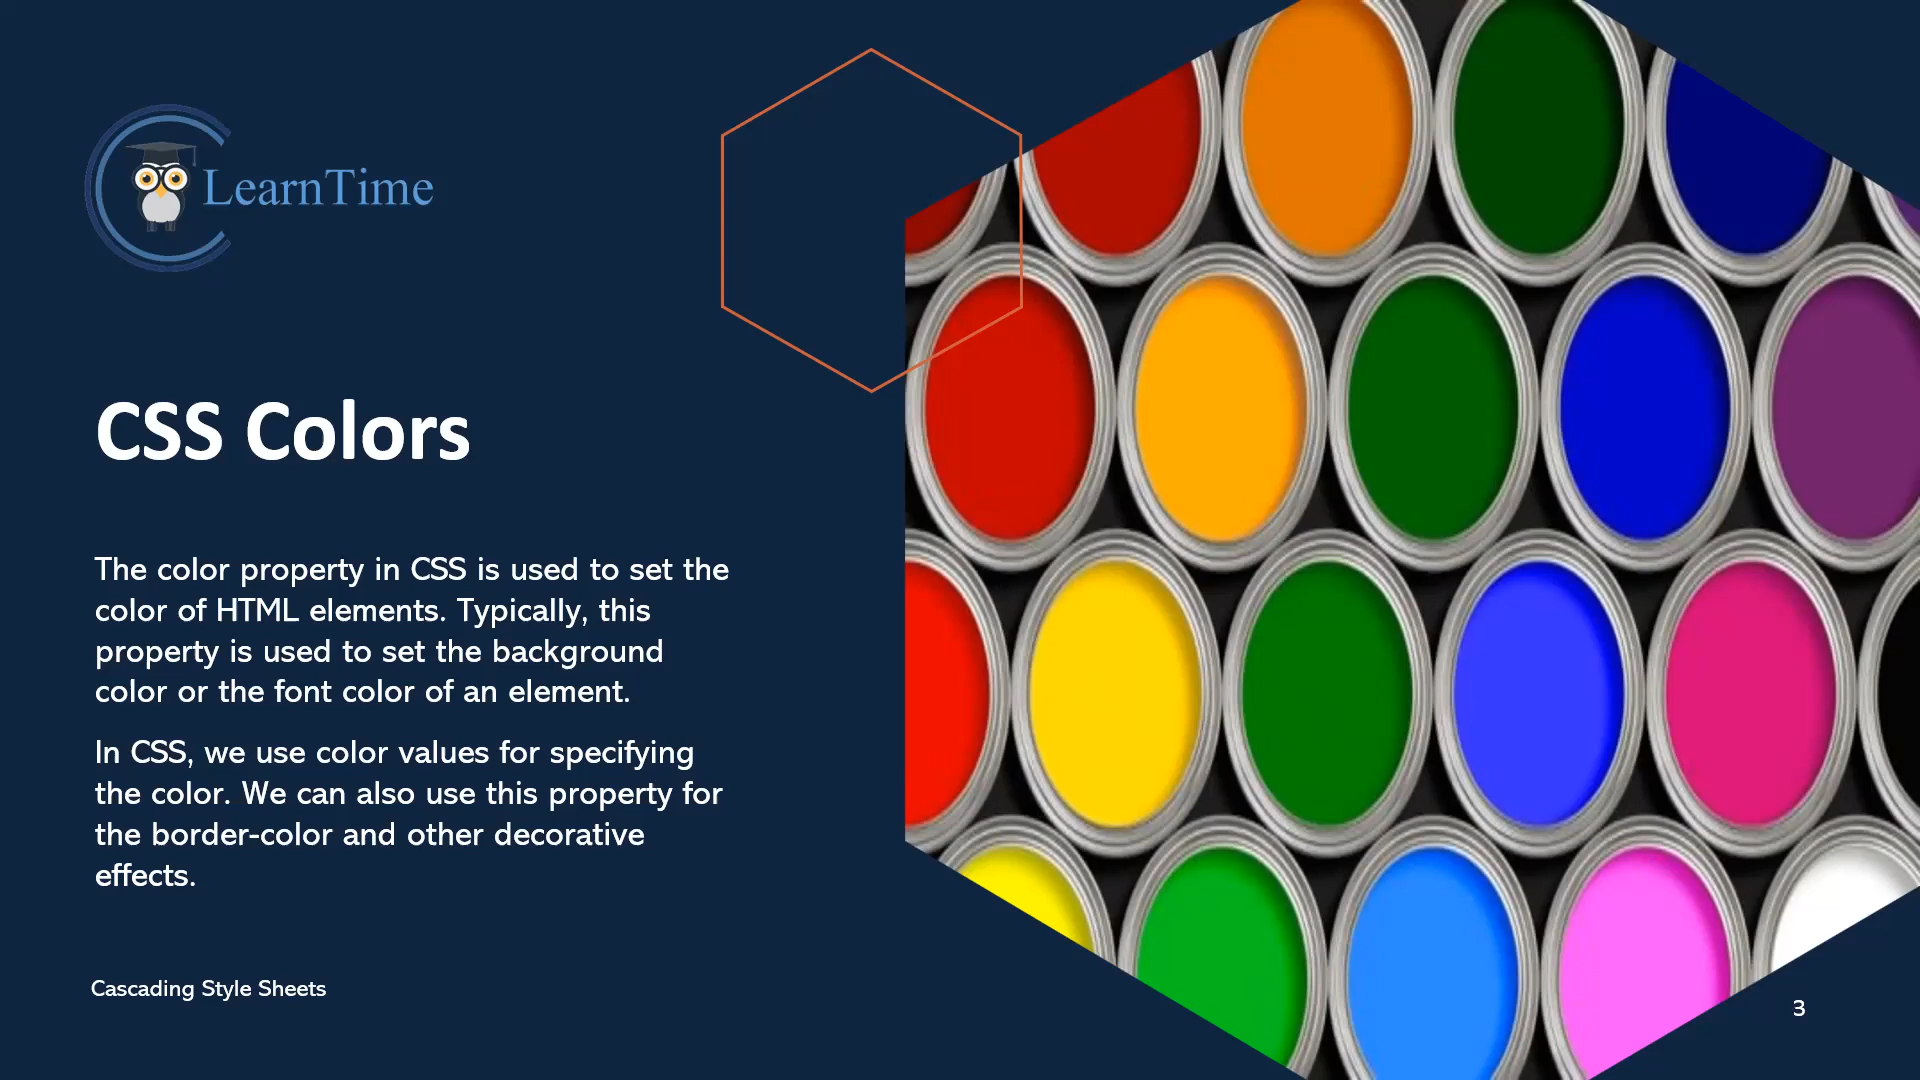 LearnTime
CSS Colors
The color property in CSS is used to set the
color of HTML elements. Typically, this
property is used to set the background
color or the font color of an element.
In CSS, we use color values for specifying
the color. We can also use this property for
the border-color and other decorative
effects.
Cascading Style Sheets
3